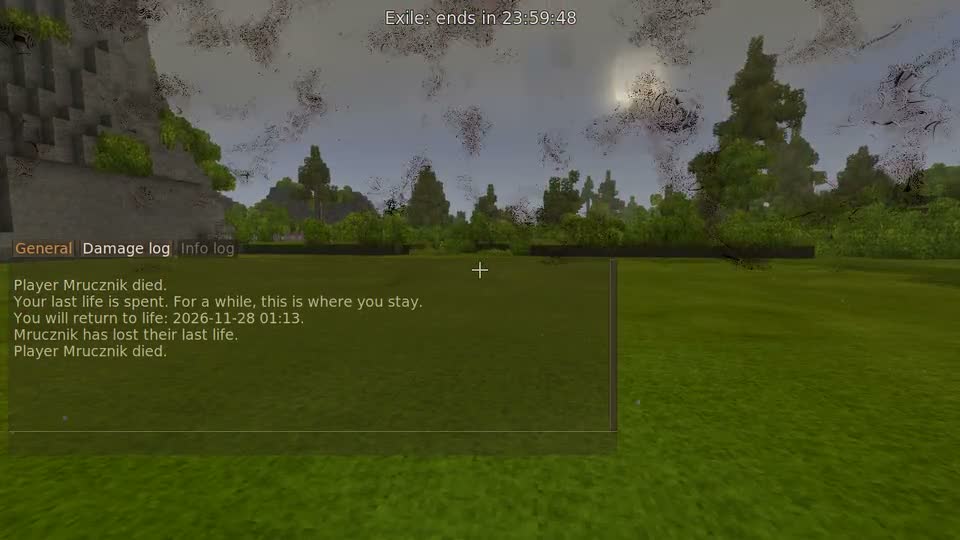 Exile: ends in 23:59:48
General Damage log Info log
Player Mrucznik died.
Your last life is spent. For a while, this is where you stay.
You will return to life: 2026-11-28 01:13.
Mrucznik has lost their last life.
Player Mrucznik died.